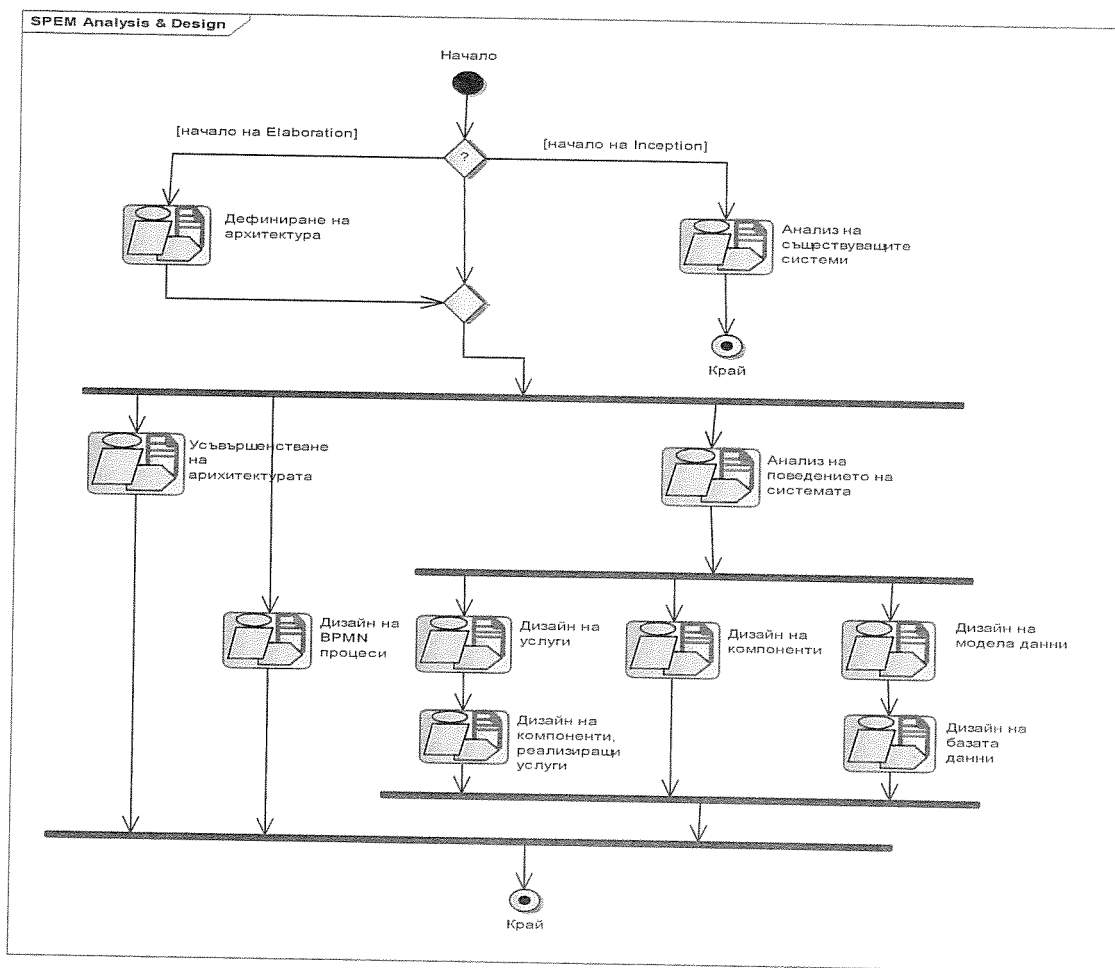 SPEM Analysis & Design
Начало
[начало на Elaboration]
[начало на Inception]
?
Дефиниране на
архитектура
Анализ на
съществуващите
системи
Край
Усъвършенстване
на
арихитектурата
Анализ на
поведението на
системата
Дизайн на
BPMN
процеси
Дизайн на
услуги
Дизайн на
компоненти
Дизайн на
модела данни
Дизайн на
компоненти,
реализиращи
услуги
Дизайн на
базата
данни
Край